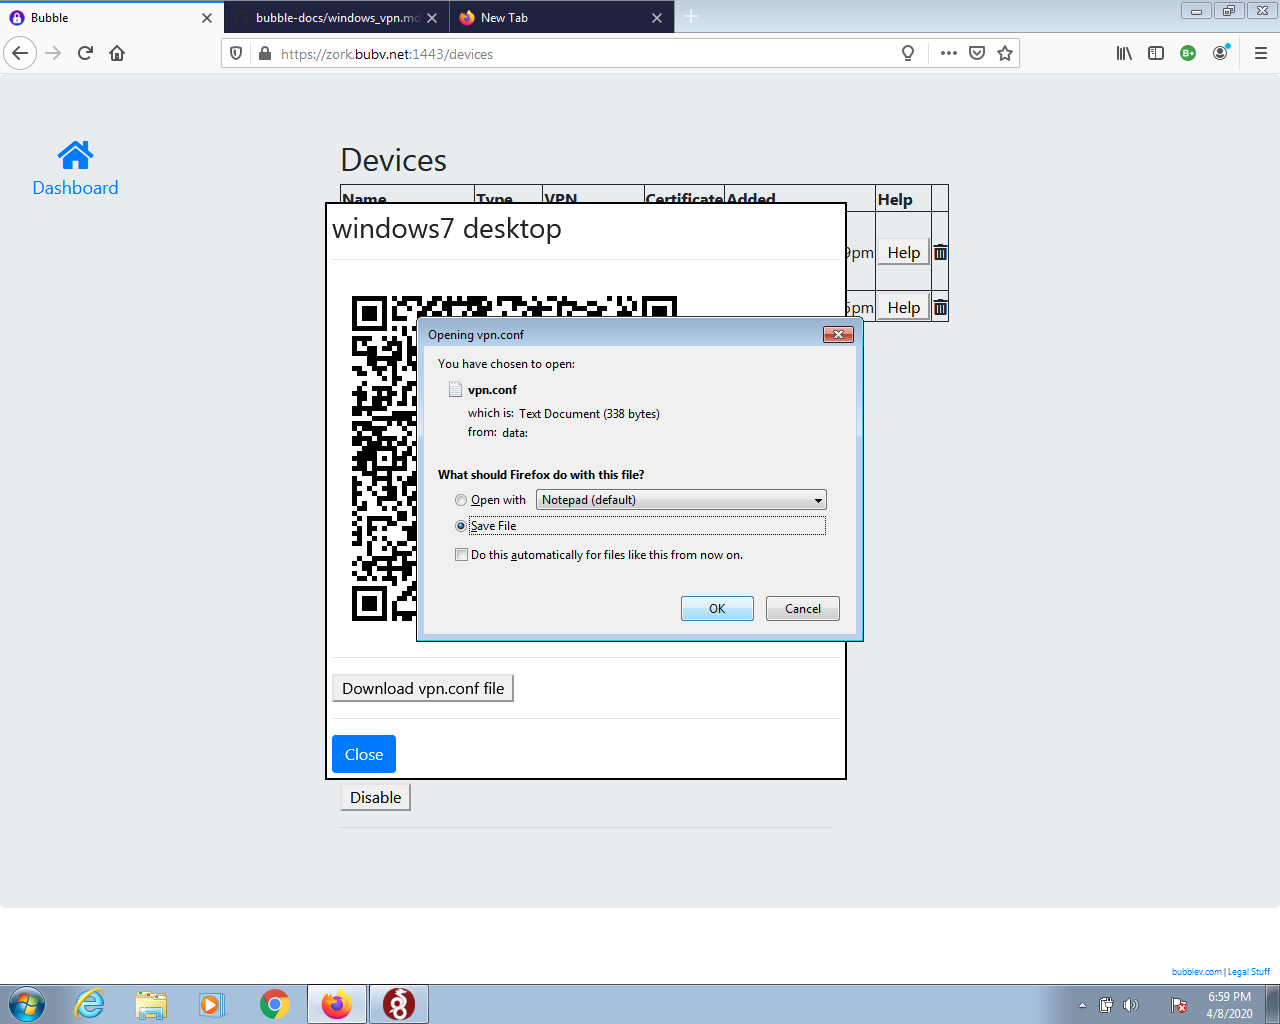 Bubble
bubble-docs/windows_vpn.md
New Tab
https://zork.bubv.net:1443/devices
Dashboard
Devices
Name Type VPN Certificate Added Help
windows7 desktop
9pm Help
5pm Help
Opening vpn.conf
You have chosen to open:
vpn.conf
which is: Text Document (338 bytes)
from: data:
What should Firefox do with this file?
Open with Notepad (default)
Save File
Do this automatically for files like this from now on.
OK Cancel
Download vpn.conf file
Close
Disable
bubblev.com | Legal Stuff
6:59 PM
4/8/2020